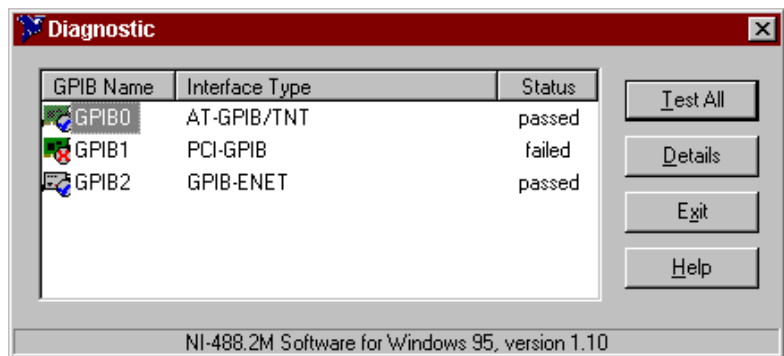 Diagnostic
GPIB Name Interface Type Status
GPIB0 AT-GPIB/TNT passed
GPIB1 PCI-GPIB failed
GPIB2 GPIB-ENET passed
Test All
Details
Exit
Help
NI-488.2M Software for Windows 95, version 1.10